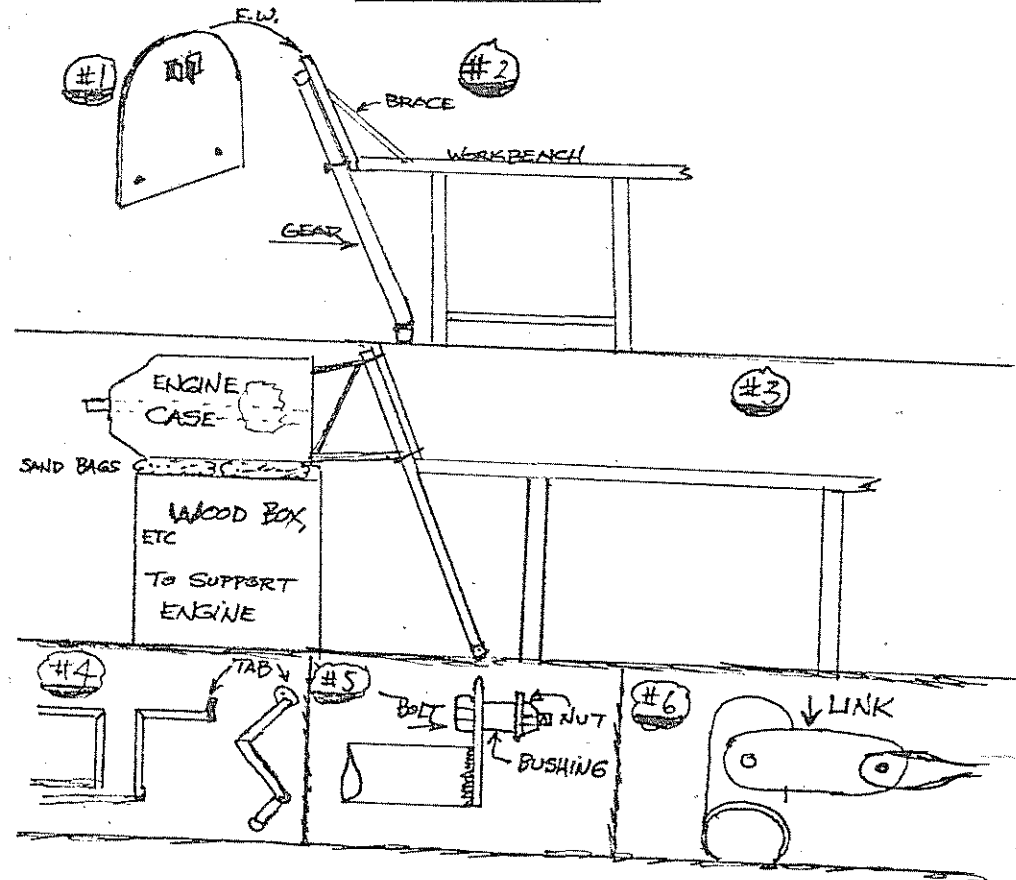 F.W.
#1
#2
BRACE
WORKBENCH
GEAR
#3
ENGINE
CASE
SAND BAGS
WOOD BOX,
ETC
TO SUPPORT
ENGINE
#4
TAB
#5
BOLT
NUT
BUSHING
#6
LINK